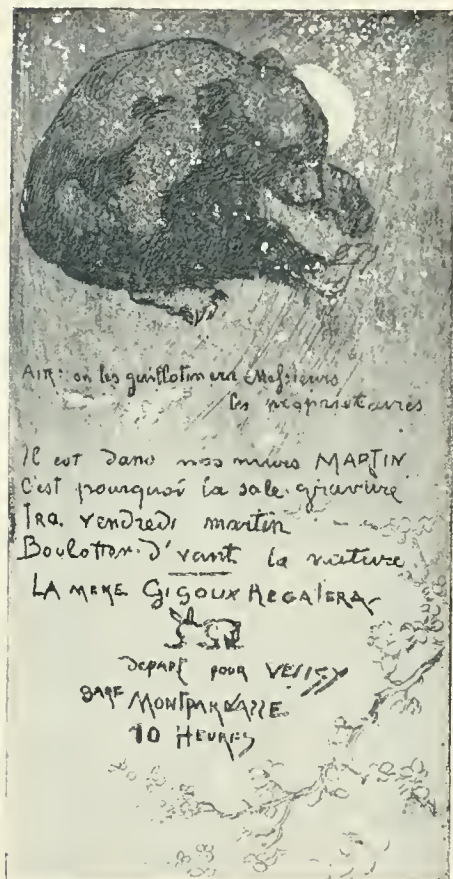 AIR: on les guillotinera Messieurs
les propriétaires
Il est dans nos murs MARTIN
C'est pourquoi la sale gravure
IRA vendredi martin
Boulotter d'vant la nature
LA MERE GIGOUX REGALERA
Depart pour VELISY
gare MONTPARNASSE
10 HEURES